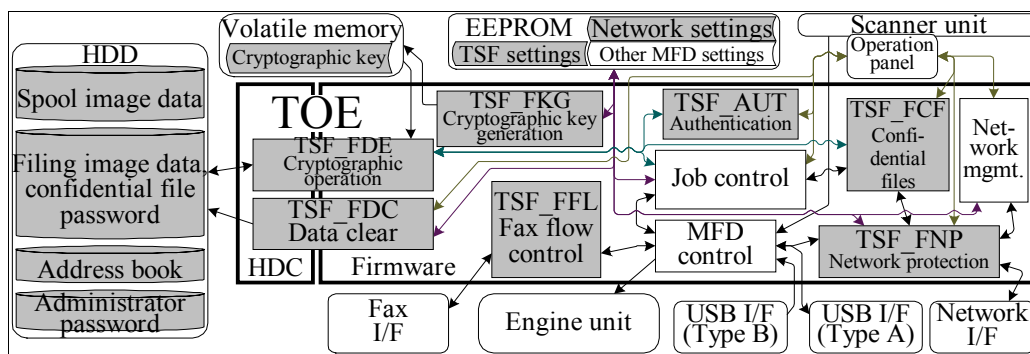 HDD
Spool image data
Filing image data,
confidential file
password
Address book
Administrator
password
Volatile memory
Cryptographic key
EEPROM
Network settings
TSF settings
Other MFD settings
Scanner unit
Operation
panel
TOE
TSF_FKG
Cryptographic key
generation
TSF_AUT
Authentication
TSF_FCF
Confi-
dential
files
Net-
work
mgmt.
TSF_FDE
Cryptographic
operation
Job control
TSF_FDC
Data clear
TSF_FFL
Fax flow
control
MFD
control
TSF_FNP
Network protection
HDC
Firmware
Fax
I/F
Engine unit
USB I/F
(Type B)
USB I/F
(Type A)
Network
I/F